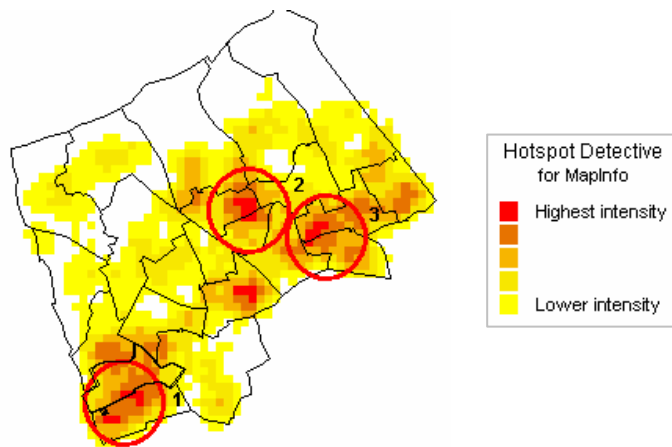 2
3
1
Hotspot Detective
for MapInfo
Highest intensity
Lower intensity